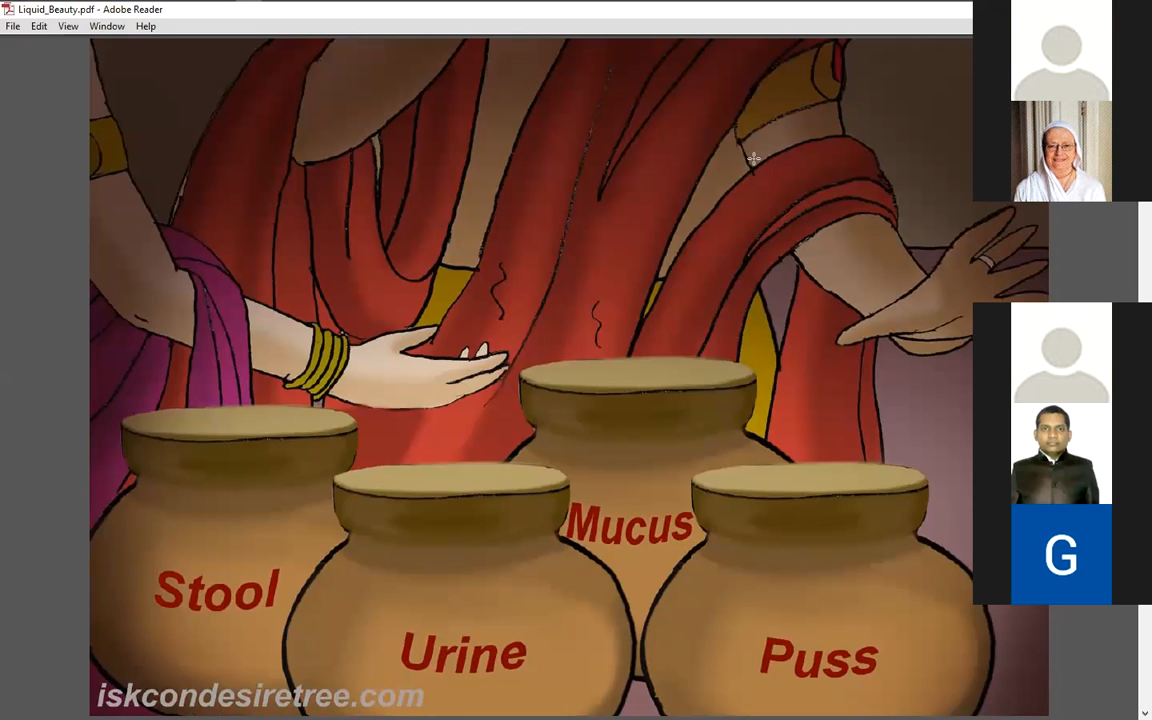 Liquid_Beauty.pdf - Adobe Reader
File Edit View Window Help
Mucus
Stool
Urine
Puss
iskcondesiretree.com
G